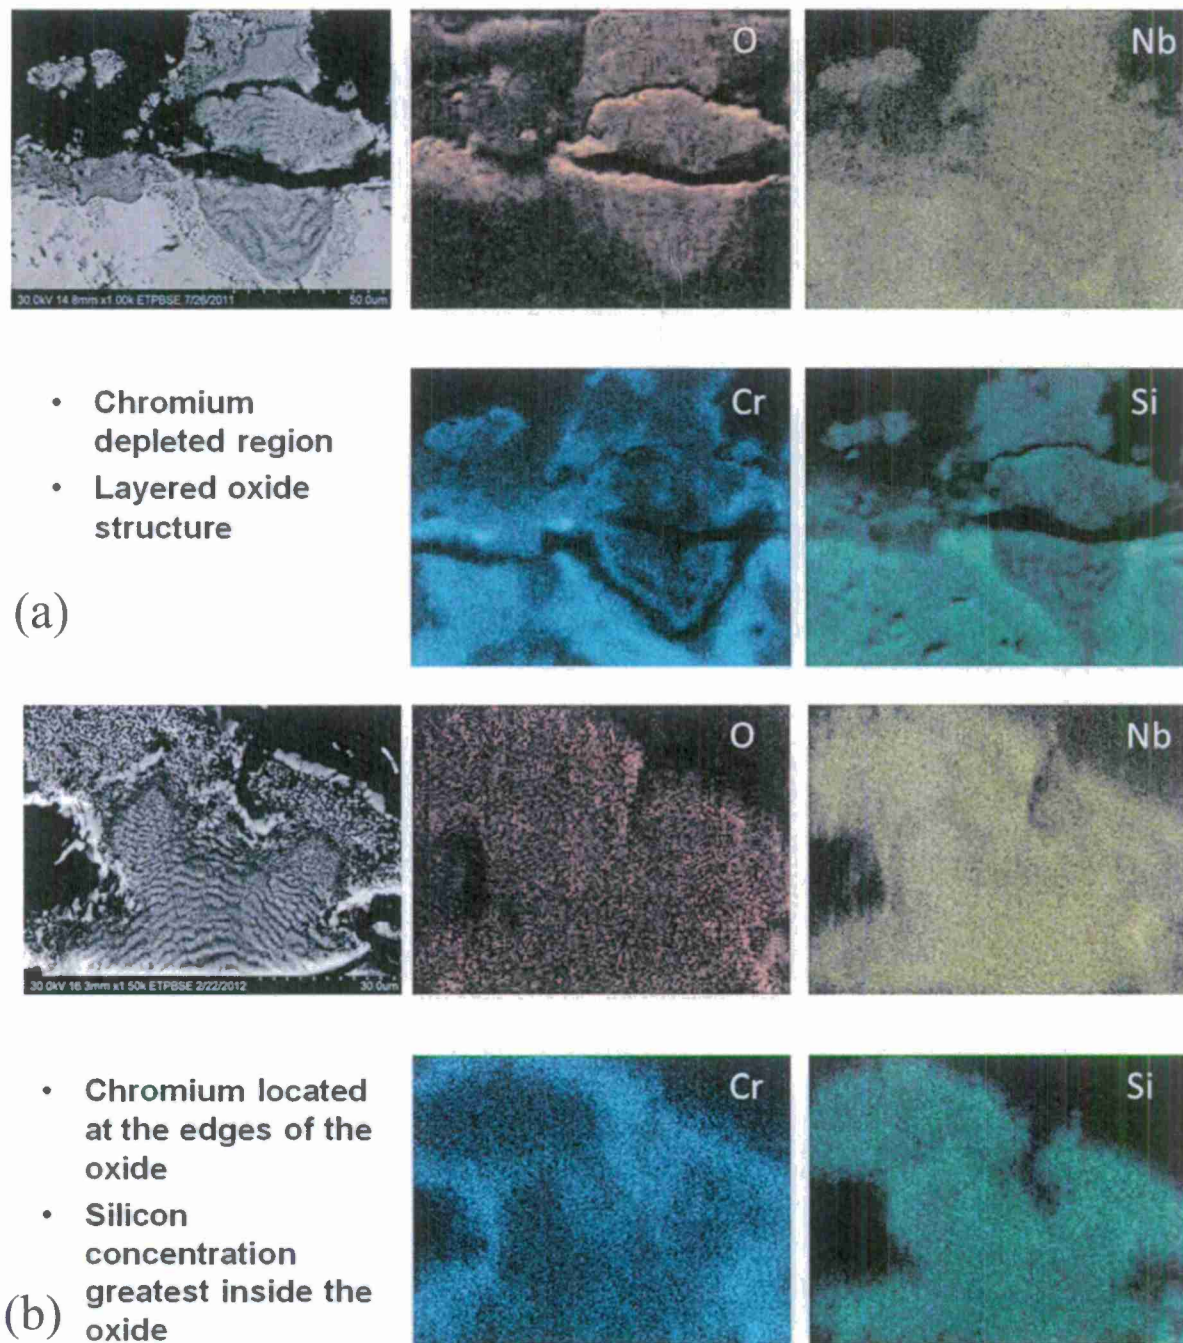 O
Nb
30.0kV 14.8mm x1.00k ETPBSE 7/26/2011
50.0um
• Chromium
depleted region
• Layered oxide
structure
(a)
Cr
Si
O
Nb
30.0kV 16.3mm x1.50k ETPBSE 2/22/2012
30.0um
• Chromium located
at the edges of the
oxide
• Silicon
concentration
greatest inside the
oxide
(b)
Cr
Si